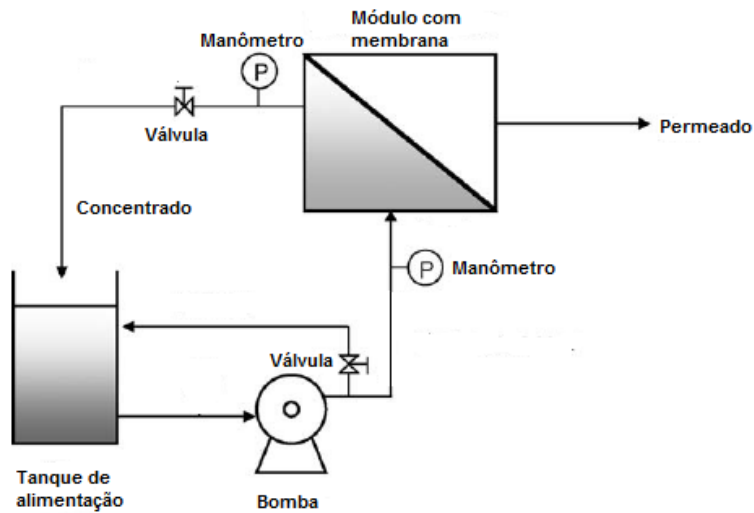 Módulo com
membrana
Manômetro
P
Válvula
Permeado
Concentrado
P
Manômetro
Válvula
Tanque de
alimentação
Bomba